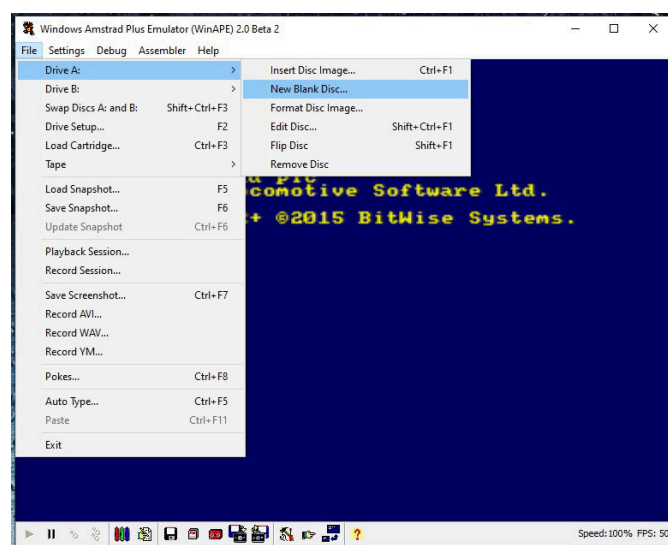 Windows Amstrad Plus Emulator (WinAPE) 2.0 Beta 2
File Settings Debug Assembler Help
Drive A: >
Drive B: >
Swap Discs A: and B: Shift+Ctrl+F3
Drive Setup... F2
Load Cartridge... Ctrl+F3
Tape >
Load Snapshot... F5
Save Snapshot... F6
Update Snapshot Ctrl+F6
Playback Session...
Record Session...
Save Screenshot... Ctrl+F7
Record AVI...
Record WAV...
Record YM...
Pokes... Ctrl+F8
Auto Type... Ctrl+F5
Paste Ctrl+F11
Exit
Insert Disc Image... Ctrl+F1
New Blank Disc...
Format Disc Image...
Edit Disc... Shift+Ctrl+F1
Flip Disc Shift+F1
Remove Disc
plc
comotive Software Ltd.
+ ©2015 BitWise Systems.
Speed:100% FPS: 50